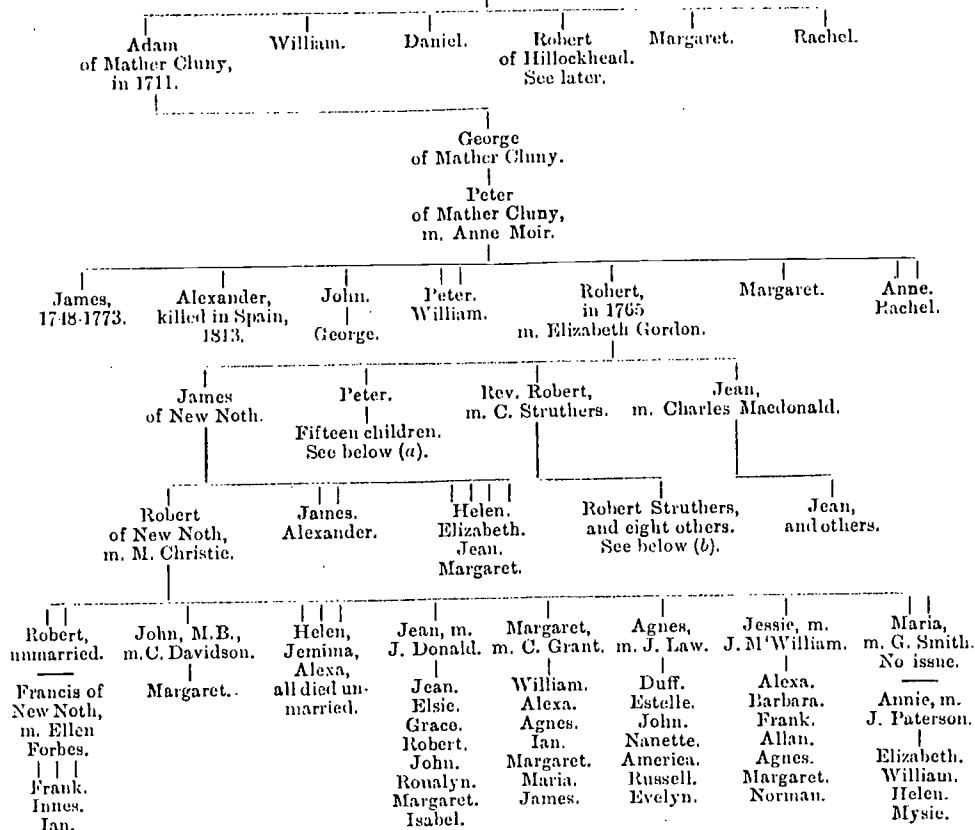 Adam
of Mather Cluny,
in 1711.
William.
Daniel.
Robert
of Hillockhead.
See later.
Margaret.
Rachel.
George
of Mather Cluny.
Peter
of Mather Cluny,
m. Anne Moir.
James,
1748-1773.
Alexander,
killed in Spain,
1813.
John.
George.
Peter.
William.
Robert,
in 1765
m. Elizabeth Gordon.
Margaret.
Anne.
Rachel.
James
of New Noth.
Peter.
Fifteen children.
See below (a).
Rev. Robert,
m. C. Struthers.
Jean,
m. Charles Macdonald.
Robert
of New Noth,
m. M. Christie.
James.
Alexander.
Helen.
Elizabeth.
Jean.
Margaret.
Robert Struthers,
and eight others.
See below (b).
Jean,
and others.
Robert,
unmarried.
Francis of
New Noth,
m. Ellen
Forbes.
Frank.
Innes.
Ian.
John, M.B.,
m. C. Davidson.
Margaret.
Helen,
Jemima,
Alexa,
all died un-
married.
Jean, m.
J. Donald.
Jean.
Elsie.
Grace.
Robert.
John.
Ronalyn.
Margaret.
Isabel.
Margaret,
m. C. Grant.
William.
Alexa.
Agnes.
Ian.
Margaret.
Maria.
James.
Agnes,
m. J. Law.
Duff.
Estelle.
John.
Nanette.
America.
Russell.
Evelyn.
Jessie, m.
J. M'William.
Alexa.
Barbara.
Frank.
Allan.
Agnes.
Margaret.
Norman.
Maria,
m. G. Smith.
No issue.
Annie, m.
J. Paterson.
Elizabeth.
William.
Helen.
Mysie.